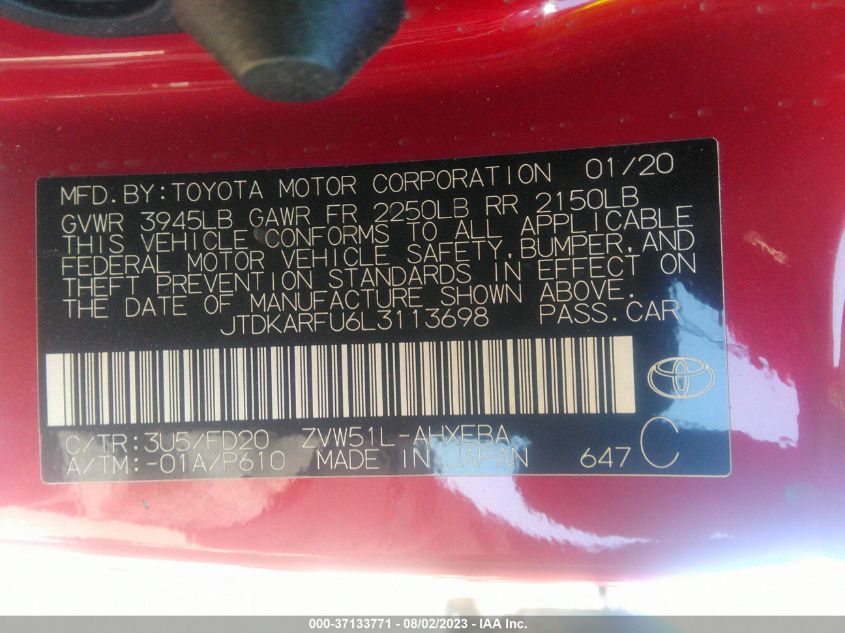 MFD.BY:TOYOTA MOTOR CORPORATION 01/20
GVWR 3945LB GAWR FR 2250LB RR 2150LB
THIS VEHICLE CONFORMS TO ALL APPLICABLE
FEDERAL MOTOR VEHICLE SAFETY,BUMPER,AND
THEFT PREVENTION STANDARDS IN EFFECT ON
THE DATE OF MANUFACTURE SHOWN ABOVE.
JTDKARFU6L3113698 PASS.CAR
C/TR:3U5/FD20 ZVW51L-AHXEBA
A/TM:-01A/P610 MADE IN JAPAN 647 C
000-37133771 - 08/02/2023 - IAA Inc.